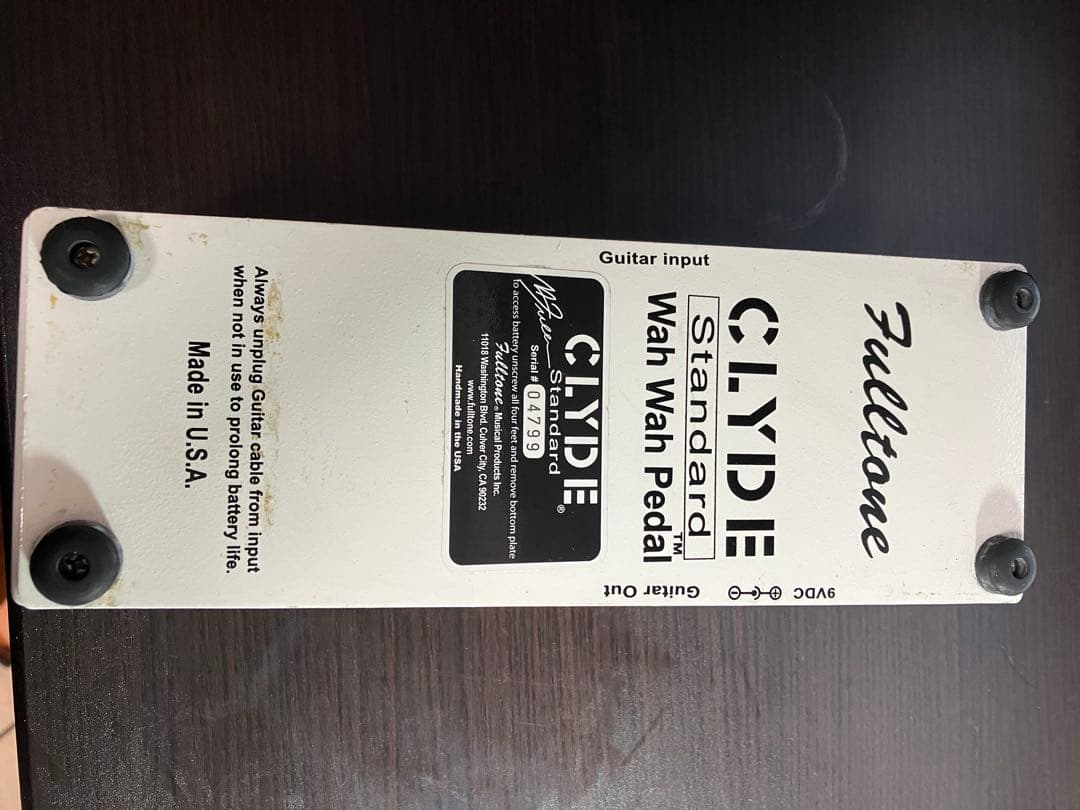 Fulltone
9VDC
CLYDE
Standard
Wah Wah Pedal™
Guitar input
Guitar Out
CLYDE®
Standard
Serial # 04799
To access battery unscrew all four feet and remove bottom plate
Fulltone® Musical Products Inc.
11018 Washington Blvd. Culver City, CA 90232
www.fulltone.com
Handmade in the USA
Always unplug Guitar cable from input
when not in use to prolong battery life.
Made in U.S.A.